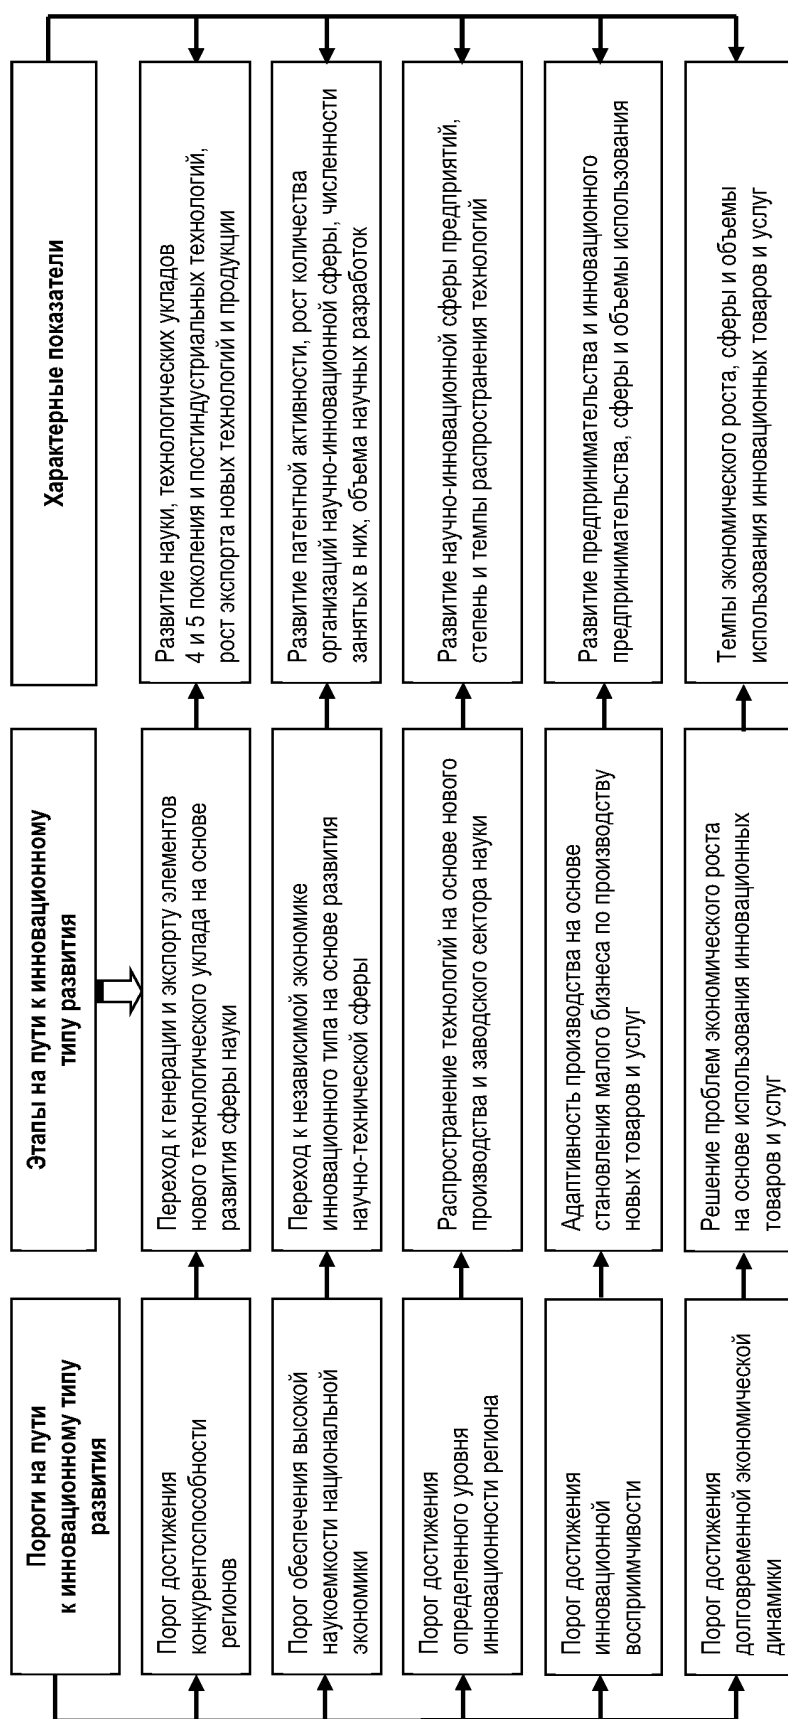 Пороги на пути
к инновационному типу
развития
Этапы на пути к инновационному
типу развития
Характерные показатели
Порог достижения
конкурентоспособности
регионов
Переход к генерации и экспорту элементов
нового технологического уклада на основе
развития сферы науки
Развитие науки, технологических укладов
4 и 5 поколения и постиндустриальных технологий,
рост экспорта новых технологий и продукции
Порог обеспечения высокой
наукоемкости национальной
экономики
Переход к независимой экономике
инновационного типа на основе развития
научно-технической сферы
Развитие патентной активности, рост количества
организаций научно-инновационной сферы, численности
занятых в них, объема научных разработок
Порог достижения
определенного уровня
инновационности региона
Распространение технологий на основе нового
производства и заводского сектора науки
Развитие научно-инновационной сферы предприятий,
степень и темпы распространения технологий
Порог достижения
инновационной
восприимчивости
Адаптивность производства на основе
становления малого бизнеса по производству
новых товаров и услуг
Развитие предпринимательства и инновационного
предпринимательства, сферы и объемы использования
Порог достижения
долговременной экономической
динамики
Решение проблем экономического роста
на основе использования инновационных
товаров и услуг
Темпы экономического роста, сферы и объемы
использования инновационных товаров и услуг